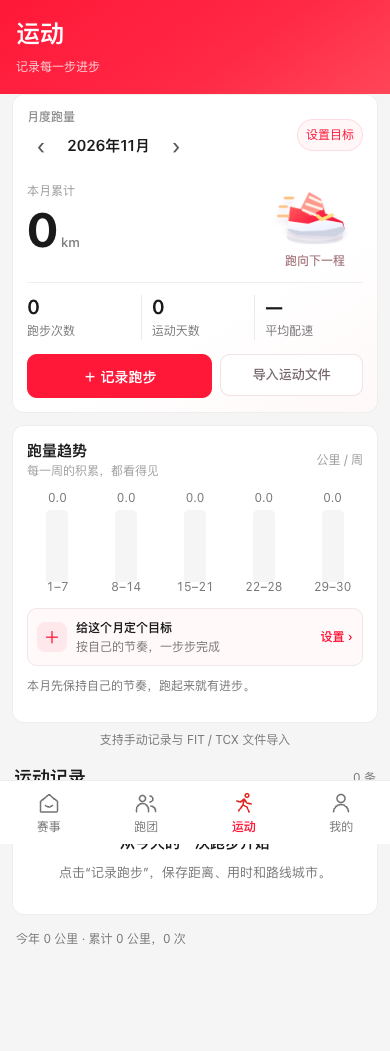 运动
记录每一步进步
月度跑量
‹ 2026年11月 ›
设置目标
本月累计
0 km
跑向下一程
0
跑步次数
0
运动天数
—
平均配速
+ 记录跑步
导入运动文件
跑量趋势
每一周的积累，都看得见
公里 / 周
0.0 0.0 0.0 0.0 0.0
1–7 8–14 15–21 22–28 29–30
给这个月定个目标
按自己的节奏，一步步完成
设置 ›
本月先保持自己的节奏，跑起来就有进步。
支持手动记录与 FIT / TCX 文件导入
运动记录
0 条
赛事 跑团 运动 我的
点击“记录跑步”，保存距离、用时和路线城市。
今年 0 公里 · 累计 0 公里，0 次